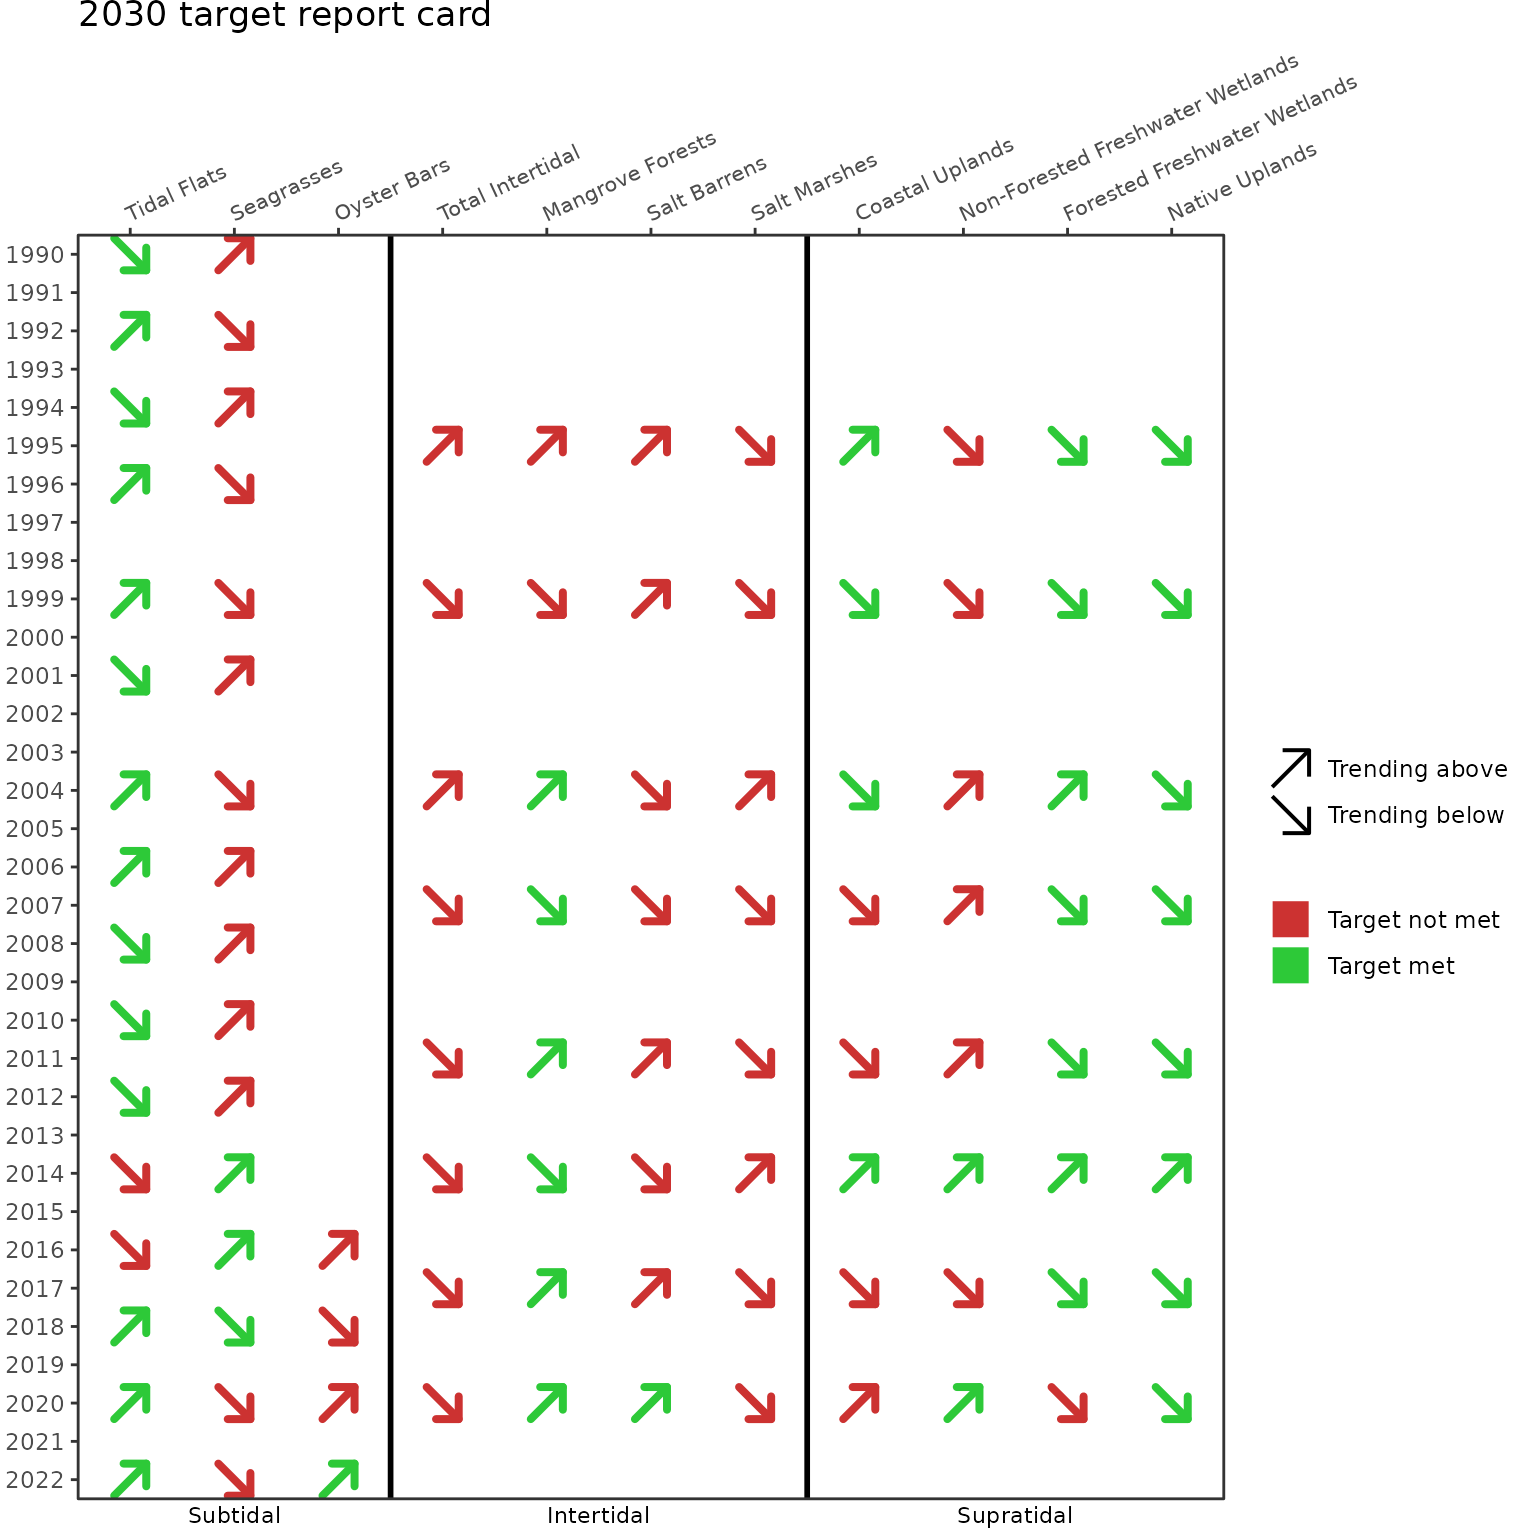 2030 target report card
Tidal Flats
Seagrasses
Oyster Bars
Total Intertidal
Mangrove Forests
Salt Barrens
Salt Marshes
Coastal Uplands
Non-Forested Freshwater Wetlands
Forested Freshwater Wetlands
Native Uplands
1990
1991
1992
1993
1994
1995
1996
1997
1998
1999
2000
2001
2002
2003
2004
2005
2006
2007
2008
2009
2010
2011
2012
2013
2014
2015
2016
2017
2018
2019
2020
2021
2022
Subtidal
Intertidal
Supratidal
Trending above
Trending below
Target not met
Target met